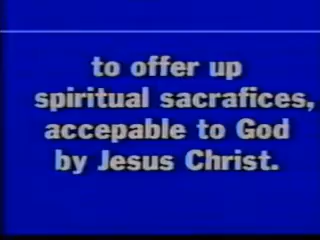 to offer up
spiritual sacrafices,
accepable to God
by Jesus Christ.